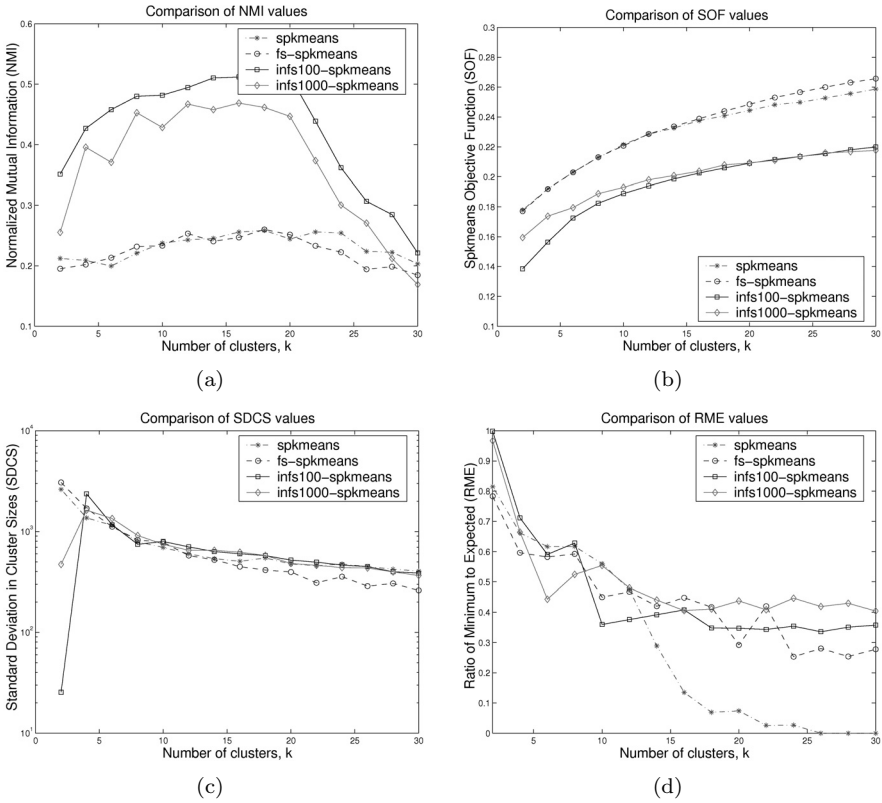 Comparison of NMI values
Normalized Mutual Information (NMI)
0.6
0.5
0.4
0.3
0.2
0.1
spkmeans
fs-spkmeans
infs100-spkmeans
infs1000-spkmeans
0 5 10 15 20 25 30
Number of clusters, k
(a)
Comparison of SOF values
Spkmeans Objective Function (SOF)
0.3
0.28
0.26
0.24
0.22
0.2
0.18
0.16
0.14
0.12
0.1
spkmeans
fs-spkmeans
infs100-spkmeans
infs1000-spkmeans
0 5 10 15 20 25 30
Number of clusters, k
(b)
Comparison of SDCS values
Standard Deviation in Cluster Sizes (SDCS)
10^4
10^3
10^2
10^1
spkmeans
fs-spkmeans
infs100-spkmeans
infs1000-spkmeans
0 5 10 15 20 25 30
Number of clusters, k
(c)
Comparison of RME values
Ratio of Minimum to Expected (RME)
1
0.9
0.8
0.7
0.6
0.5
0.4
0.3
0.2
0.1
0
spkmeans
fs-spkmeans
infs100-spkmeans
infs1000-spkmeans
5 10 15 20 25 30
Number of clusters, k
(d)